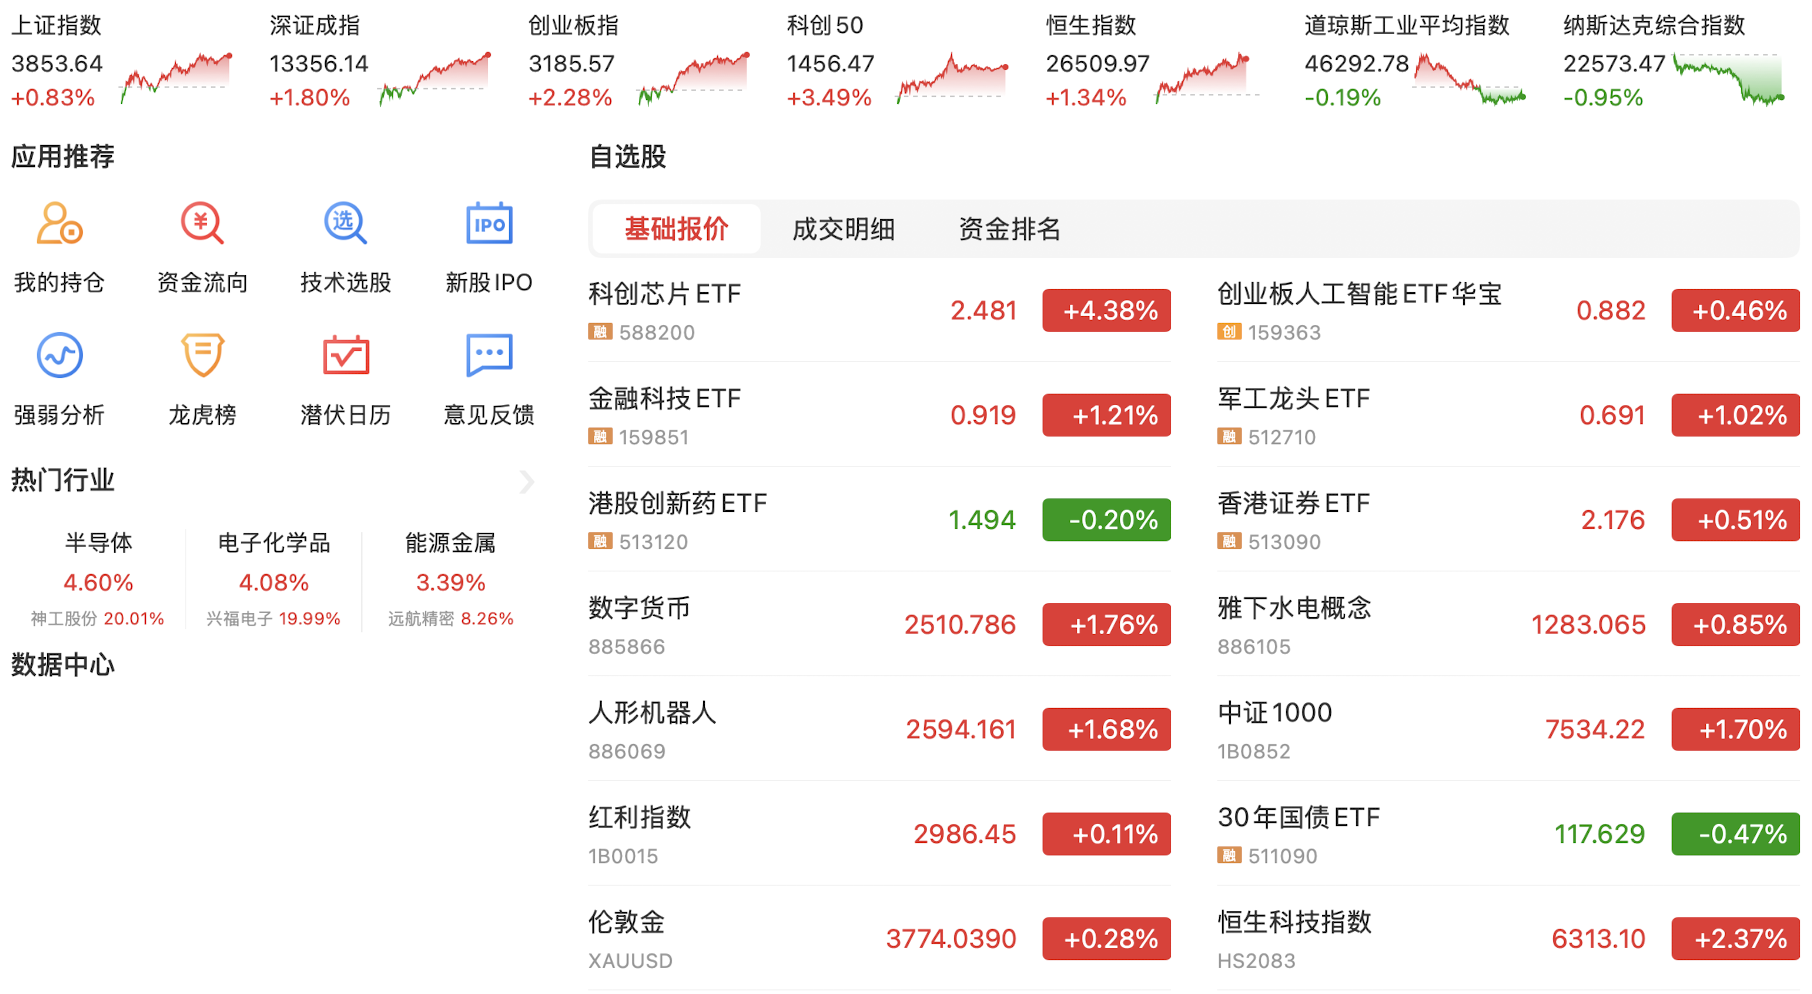 上证指数
3853.64
+0.83%
深证成指
13356.14
+1.80%
创业板指
3185.57
+2.28%
科创50
1456.47
+3.49%
恒生指数
26509.97
+1.34%
道琼斯工业平均指数
46292.78
-0.19%
纳斯达克综合指数
22573.47
-0.95%
应用推荐
我的持仓
资金流向
选
技术选股
IPO
新股IPO
强弱分析
龙虎榜
潜伏日历
意见反馈
热门行业
半导体
4.60%
神工股份 20.01%
电子化学品
4.08%
兴福电子 19.99%
能源金属
3.39%
远航精密 8.26%
数据中心
自选股
基础报价 成交明细 资金排名
科创芯片ETF
融 588200
2.481 +4.38%
创业板人工智能ETF华宝
创 159363
0.882 +0.46%
金融科技ETF
融 159851
0.919 +1.21%
军工龙头ETF
融 512710
0.691 +1.02%
港股创新药ETF
融 513120
1.494 -0.20%
香港证券ETF
融 513090
2.176 +0.51%
数字货币
885866
2510.786 +1.76%
雅下水电概念
886105
1283.065 +0.85%
人形机器人
886069
2594.161 +1.68%
中证1000
1B0852
7534.22 +1.70%
红利指数
1B0015
2986.45 +0.11%
30年国债ETF
融 511090
117.629 -0.47%
伦敦金
XAUUSD
3774.0390 +0.28%
恒生科技指数
HS2083
6313.10 +2.37%